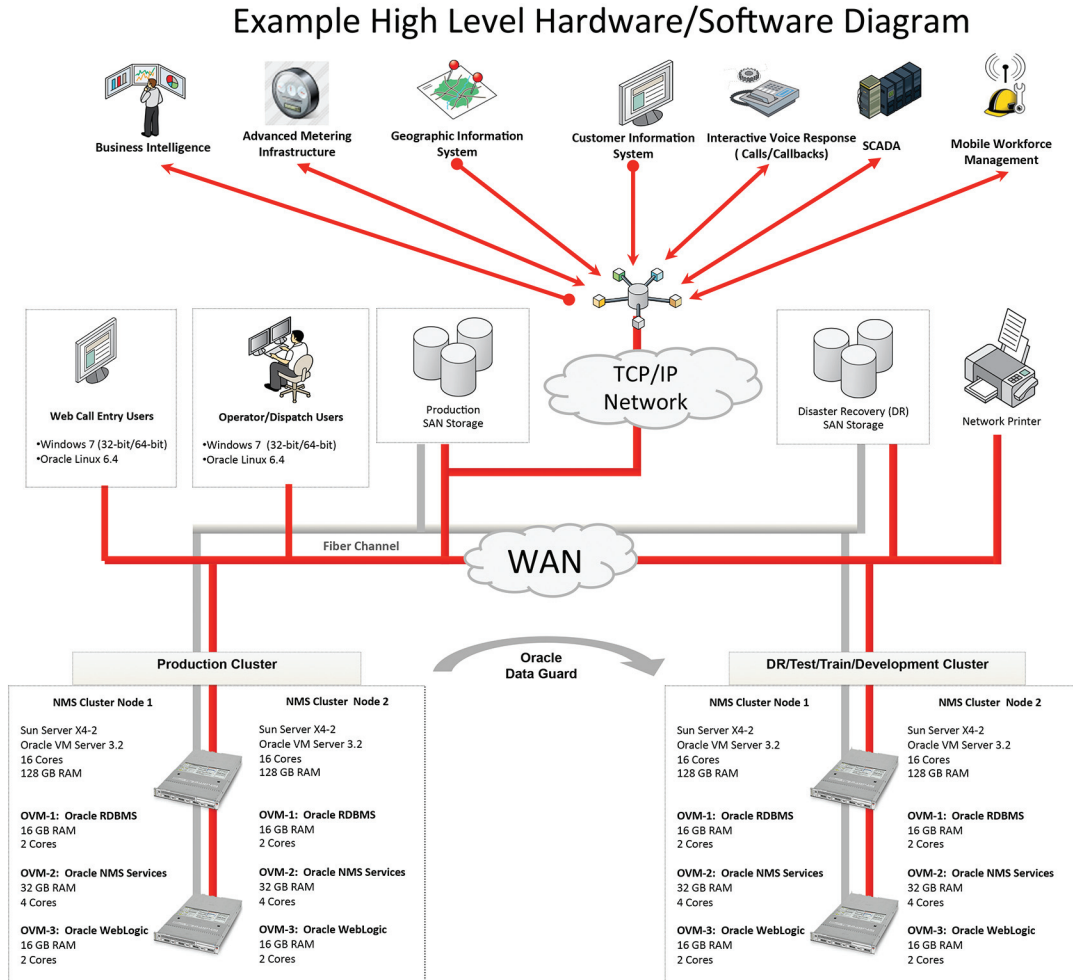 Example High Level Hardware/Software Diagram
Business Intelligence
Advanced Metering
Infrastructure
Geographic Information
System
Customer Information
System
Interactive Voice Response
( Calls/Callbacks)
SCADA
Mobile Workforce
Management
Web Call Entry Users
•Windows 7 (32-bit/64-bit)
•Oracle Linux 6.4
Operator/Dispatch Users
•Windows 7  (32-bit/64-bit)
•Oracle Linux 6.4
Production
SAN Storage
TCP/IP
Network
Disaster Recovery (DR)
SAN Storage
Network Printer
Fiber Channel
WAN
Production Cluster
Oracle
Data Guard
DR/Test/Train/Development Cluster
NMS Cluster Node 1
Sun Server X4-2
Oracle VM Server 3.2
16 Cores
128 GB RAM
OVM-1:  Oracle RDBMS
16 GB RAM
2 Cores
OVM-2: Oracle NMS Services
32 GB RAM
4 Cores
OVM-3: Oracle WebLogic
16 GB RAM
2 Cores
NMS Cluster  Node 2
Sun Server X4-2
Oracle VM Server 3.2
16 Cores
128 GB RAM
OVM-1:  Oracle RDBMS
16 GB RAM
2 Cores
OVM-2:  Oracle NMS Services
32 GB RAM
4 Cores
OVM-3:  Oracle WebLogic
16 GB RAM
2 Cores
NMS Cluster Node 1
Sun Server X4-2
Oracle VM Server 3.2
16 Cores
128 GB RAM
OVM-1:  Oracle RDBMS
16 GB RAM
2 Cores
OVM-2: Oracle NMS Services
32 GB RAM
4 Cores
OVM-3: Oracle WebLogic
16 GB RAM
2 Cores
NMS Cluster  Node 2
Sun Server X4-2
Oracle VM Server 3.2
16 Cores
128 GB RAM
OVM-1:  Oracle RDBMS
16 GB RAM
2 Cores
OVM-2:  Oracle NMS Services
32 GB RAM
4 Cores
OVM-3:  Oracle WebLogic
16 GB RAM
2 Cores